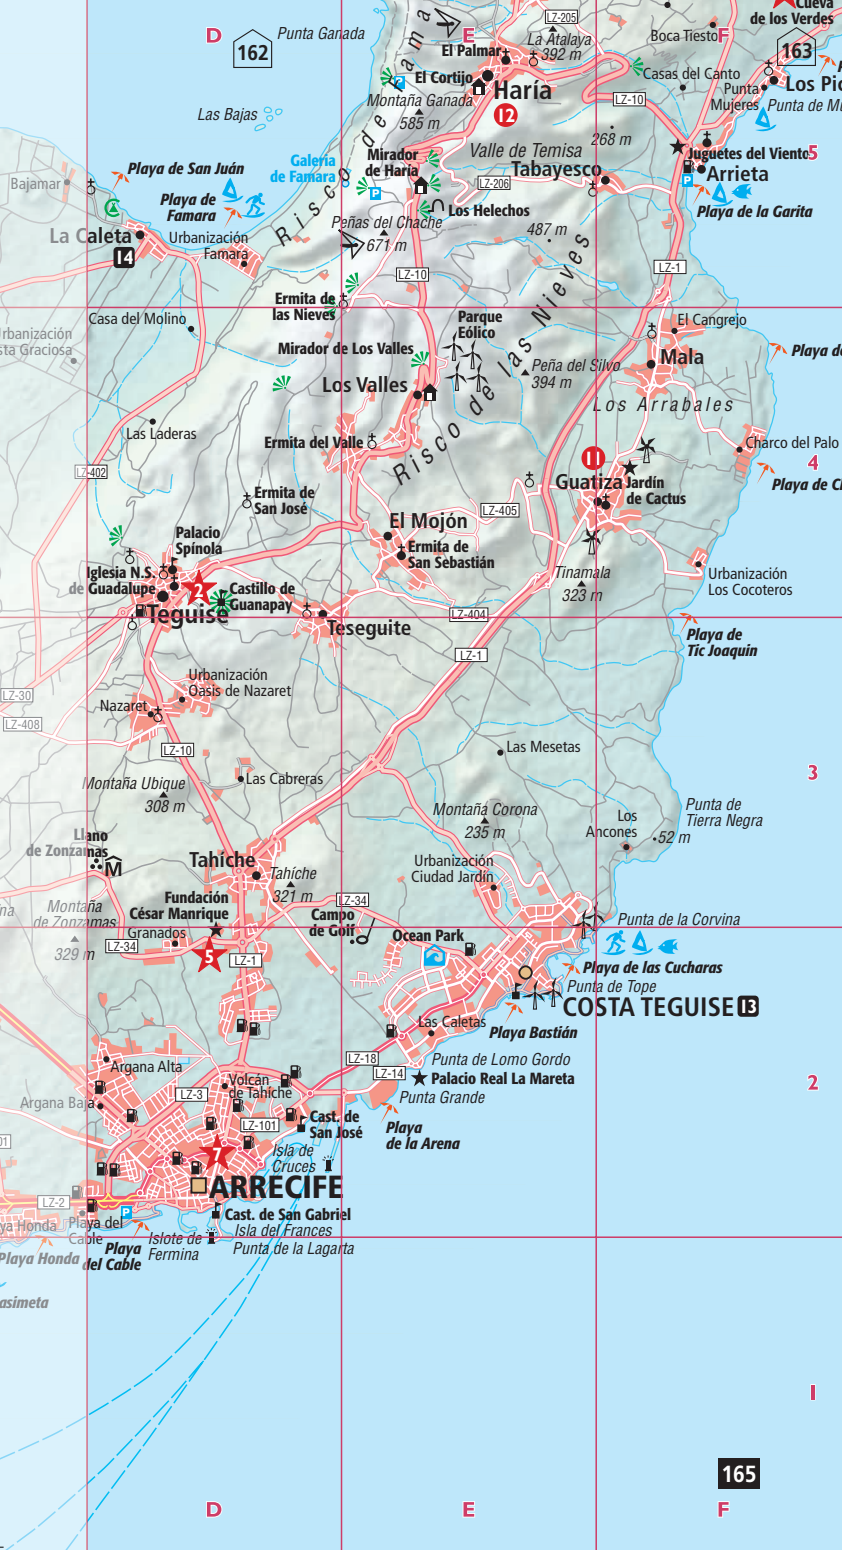 D
E
F
162
163
Punta Ganada
LZ-205
Cueva
de los Verdes
El Palmar
La Atalaya
392 m
Boca Tiesto
El Cortijo
Haría
12
Casas del Canto
Punta
Mujeres
Los Pic
Punta de Mu
Las Bajas
Montaña Ganada
585 m
LZ-10
268 m
Risco de Famara
Valle de Temisa
Juguetes del Viento
5
Playa de San Juán
Galería
de Famara
Mirador
de Haría
Tabayesco
Arrieta
Bajamar
Playa de
Famara
LZ-206
Los Helechos
Playa de la Garita
La Caleta
14
Urbanización
Famara
Peñas del Chache
671 m
487 m
LZ-10
LZ-1
Ermita de
las Nieves
Casa del Molino
Parque
Eólico
El Cangrejo
rbanización
sta Graciosa
Mirador de Los Valles
Risco de las Nieves
Peña del Silvo
394 m
Mala
Playa de
Los Valles
Los Arrabales
Las Laderas
Ermita del Valle
Charco del Palo
LZ-402
11
4
Guatiza
Jardín
de Cactus
Playa de Cl
Ermita de
San José
LZ-405
El Mojón
Palacio
Spínola
Ermita de
San Sebastián
Iglesia N.S.
de Guadalupe
2
Castillo de
Guanapay
Tinamala
323 m
Urbanización
Los Cocoteros
Teguise
LZ-404
Teseguite
Playa de
Tic Joaquín
LZ-1
Urbanización
Oasis de Nazaret
LZ-30
Nazaret
LZ-408
LZ-10
Las Mesetas
Las Cabreras
3
Montaña Ubique
308 m
Montaña Corona
235 m
Punta de
Tierra Negra
Los
Ancones
52 m
Llano
de Zonzamas
Tahíche
Tahíche
321 m
Urbanización
Ciudad Jardín
Fundación
César Manrique
LZ-34
Campo
de Golf
Punta de la Corvina
na
Montaña
de Zonzamas
329 m
Granados
LZ-34
5
LZ-1
Ocean Park
Playa de las Cucharas
Punta de Tope
COSTA TEGUISE
13
Las Caletas
Playa Bastián
Argana Alta
LZ-18
LZ-14
Punta de Lomo Gordo
Palacio Real La Mareta
2
Volcán
de Tahíche
LZ-3
Punta Grande
Argana Baja
LZ-101
Cast. de
San José
Playa
de la Arena
01
7
Isla de
Cruces
ARRECIFE
LZ-2
Cast. de San Gabriel
ya Honda
Playa del
Cable
Isla del Frances
Islote de
Fermina
Punta de la Lagarta
Playa Honda
Playa
del Cable
asimeta
1
165
D
E
F